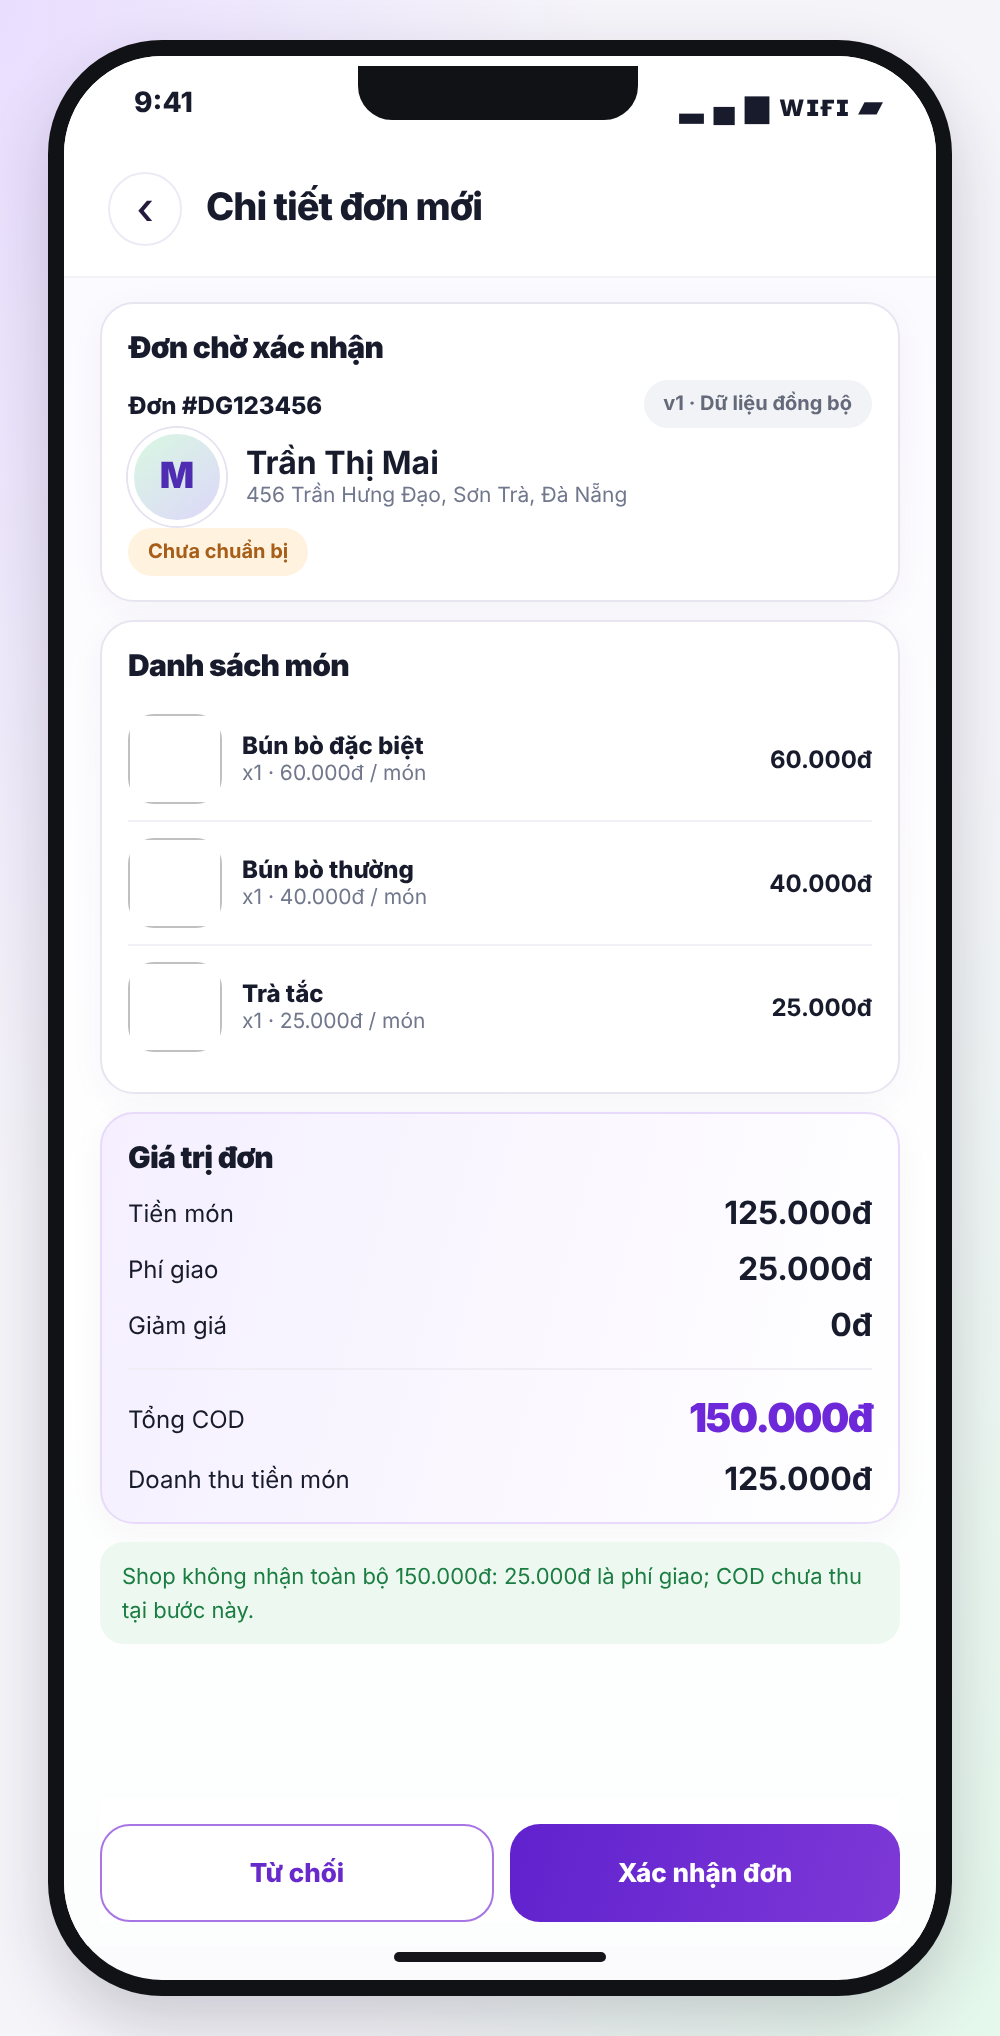 9:41
WIFI
Chi tiết đơn mới
Đơn chờ xác nhận
Đơn #DG123456
v1 · Dữ liệu đồng bộ
M
Trần Thị Mai
456 Trần Hưng Đạo, Sơn Trà, Đà Nẵng
Chưa chuẩn bị
Danh sách món
Bún bò đặc biệt
x1 · 60.000đ / món
60.000đ
Bún bò thường
x1 · 40.000đ / món
40.000đ
Trà tắc
x1 · 25.000đ / món
25.000đ
Giá trị đơn
Tiền món 125.000đ
Phí giao 25.000đ
Giảm giá 0đ
Tổng COD 150.000đ
Doanh thu tiền món 125.000đ
Shop không nhận toàn bộ 150.000đ: 25.000đ là phí giao; COD chưa thu
tại bước này.
Từ chối
Xác nhận đơn